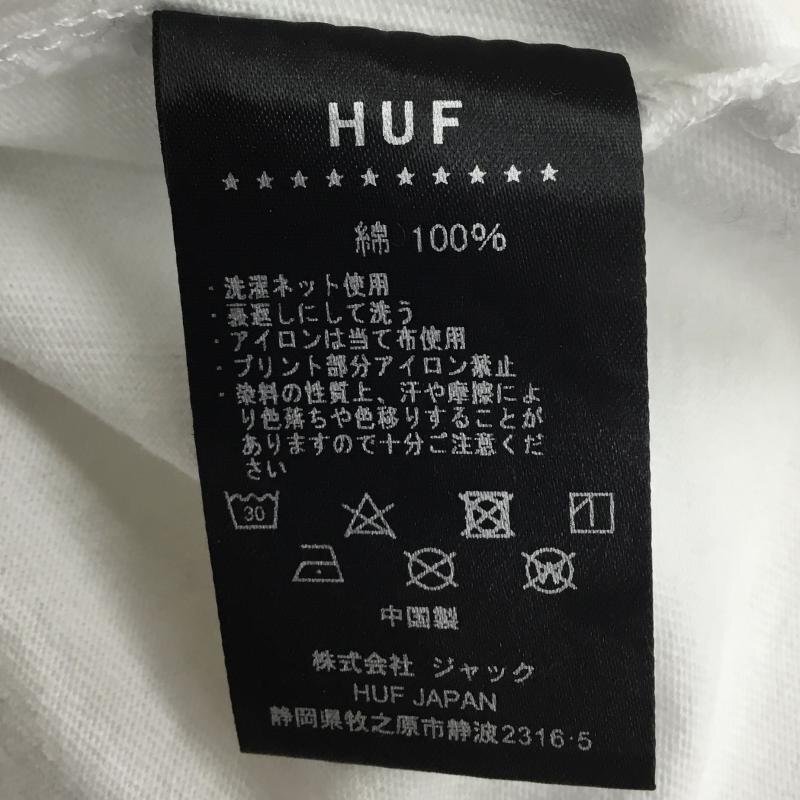 HUF
綿 100%
・洗濯ネット使用
・裏返しにして洗う
・アイロンは当て布使用
・プリント部分アイロン禁止
・染料の性質上、汗や摩擦によ
り色落ちや色移りすることが
ありますので十分ご注意くだ
さい
30
W
中国製
株式会社 ジャック
HUF JAPAN
静岡県牧之原市静波2316-5